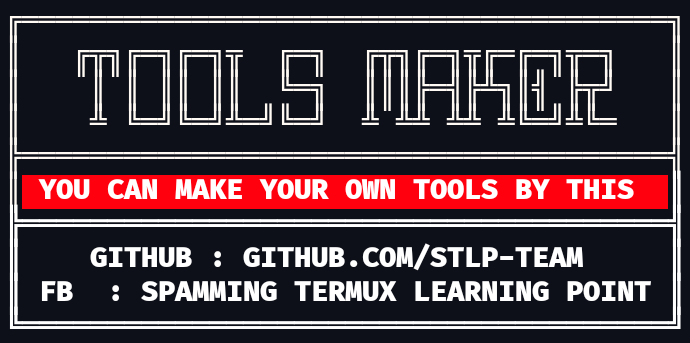 TOOLS MAKER
YOU CAN MAKE YOUR OWN TOOLS BY THIS
GITHUB : GITHUB.COM/STLP-TEAM
FB : SPAMMING TERMUX LEARNING POINT